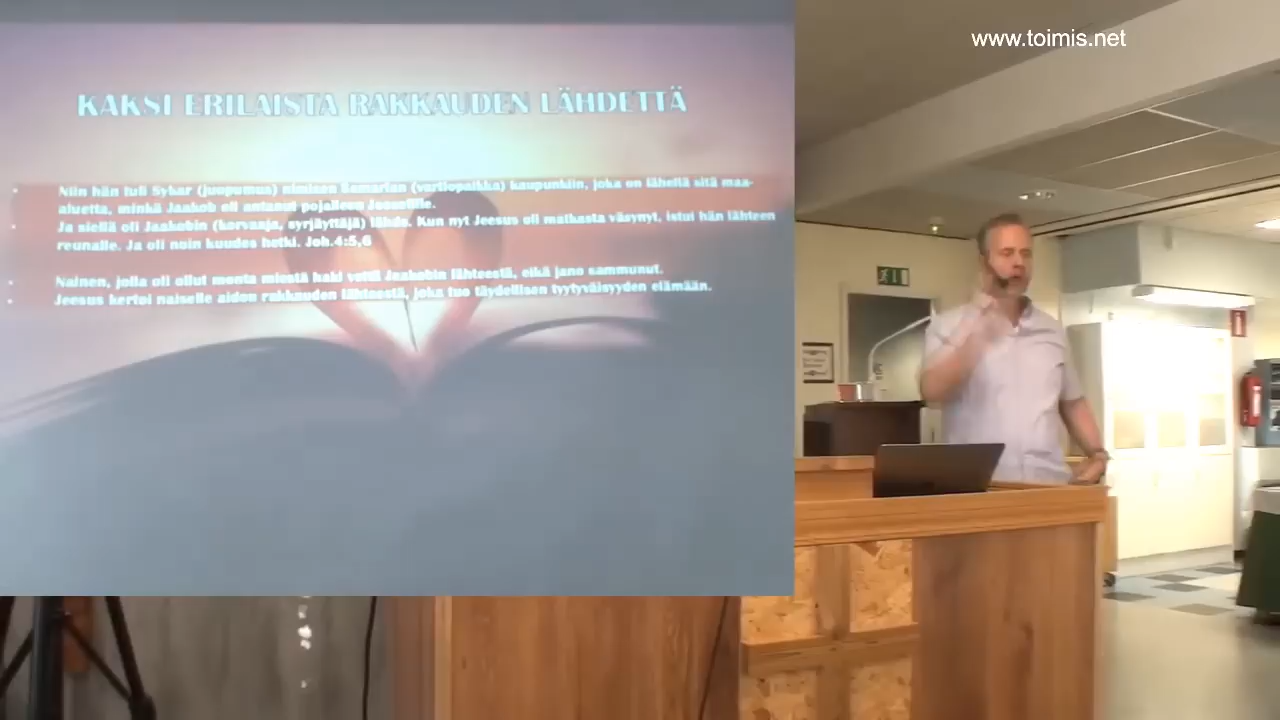 www.toimis.net
KAKSI ERILAISTA RAKKAUDEN LÄHDETTÄ
Niin hän tuli Sykar (juopumus) nimisen Samarian (vartiopaikka) kaupunkiin, joka on lähellä sitä maa-
aluetta, minkä Jaakob oli antanut pojalleen Joosefille.
Ja siellä oli Jaakobin (korvaaja, syrjäyttäjä) lähde. Kun nyt Jeesus oli matkasta väsynyt, istui hän lähteen
reunalle. Ja oli noin kuudes hetki. Joh.4:5,6
Nainen, jolla oli ollut monta miestä haki vettä Jaakobin lähteestä, eikä jano sammunut.
Jeesus kertoi naiselle aidon rakkauden lähteestä, joka tuo täydellisen tyytyväisyyden elämään.